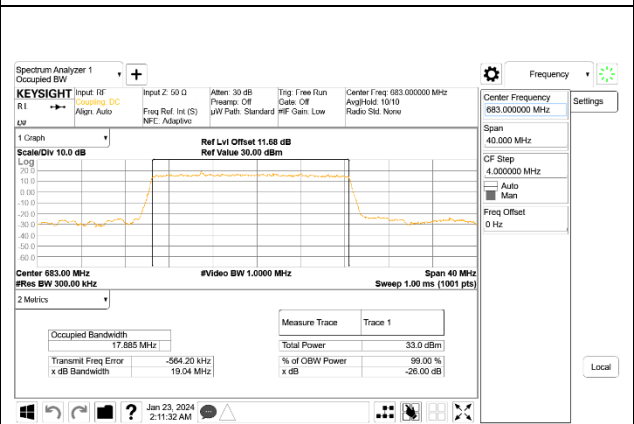 Spectrum Analyzer 1
Occupied BW
Frequency
KEYSIGHT
Input: RF
Coupling: DC
Align: Auto
Input Z: 50 Ω
Freq Ref: Int (S)
NFE: Adaptive
Atten: 30 dB
Preamp: Off
µW Path: Standard
Trig: Free Run
Gate: Off
#IF Gain: Low
Center Freq: 683.000000 MHz
Avg|Hold: 10/10
Radio Std: None
Center Frequency
683.000000 MHz
Settings
Span
40.000 MHz
CF Step
4.000000 MHz
Auto
Man
Freq Offset
0 Hz
1 Graph
Scale/Div 10.0 dB
Ref Lvl Offset 11.68 dB
Ref Value 30.00 dBm
Log
20.0
10.0
0.00
-10.0
-20.0
-30.0
-40.0
-50.0
-60.0
Center 683.00 MHz
#Video BW 1.0000 MHz
Span 40 MHz
#Res BW 300.00 kHz
Sweep 1.00 ms (1001 pts)
2 Metrics
Measure Trace
Trace 1
Occupied Bandwidth
17.885 MHz
Total Power
33.0 dBm
Transmit Freq Error
-564.20 kHz
% of OBW Power
99.00 %
x dB Bandwidth
19.04 MHz
x dB
-26.00 dB
Local
Jan 23, 2024
2:11:32 AM